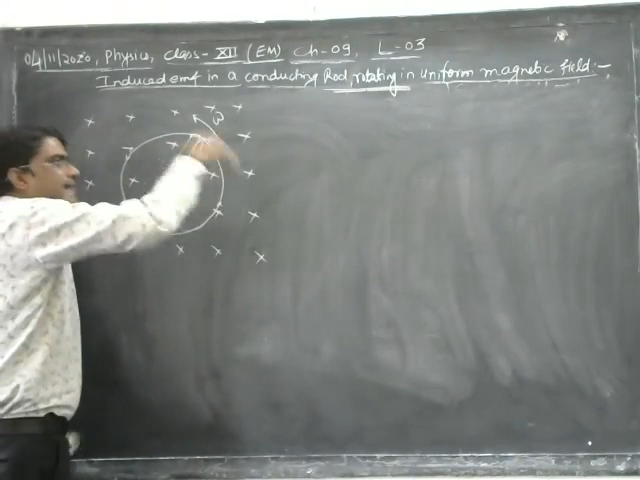 04/11/2020, Physics, Class- XII (EM) Ch-09, L-03
Induced emf in a conducting Rod rotating in uniform magnetic field:-
ω